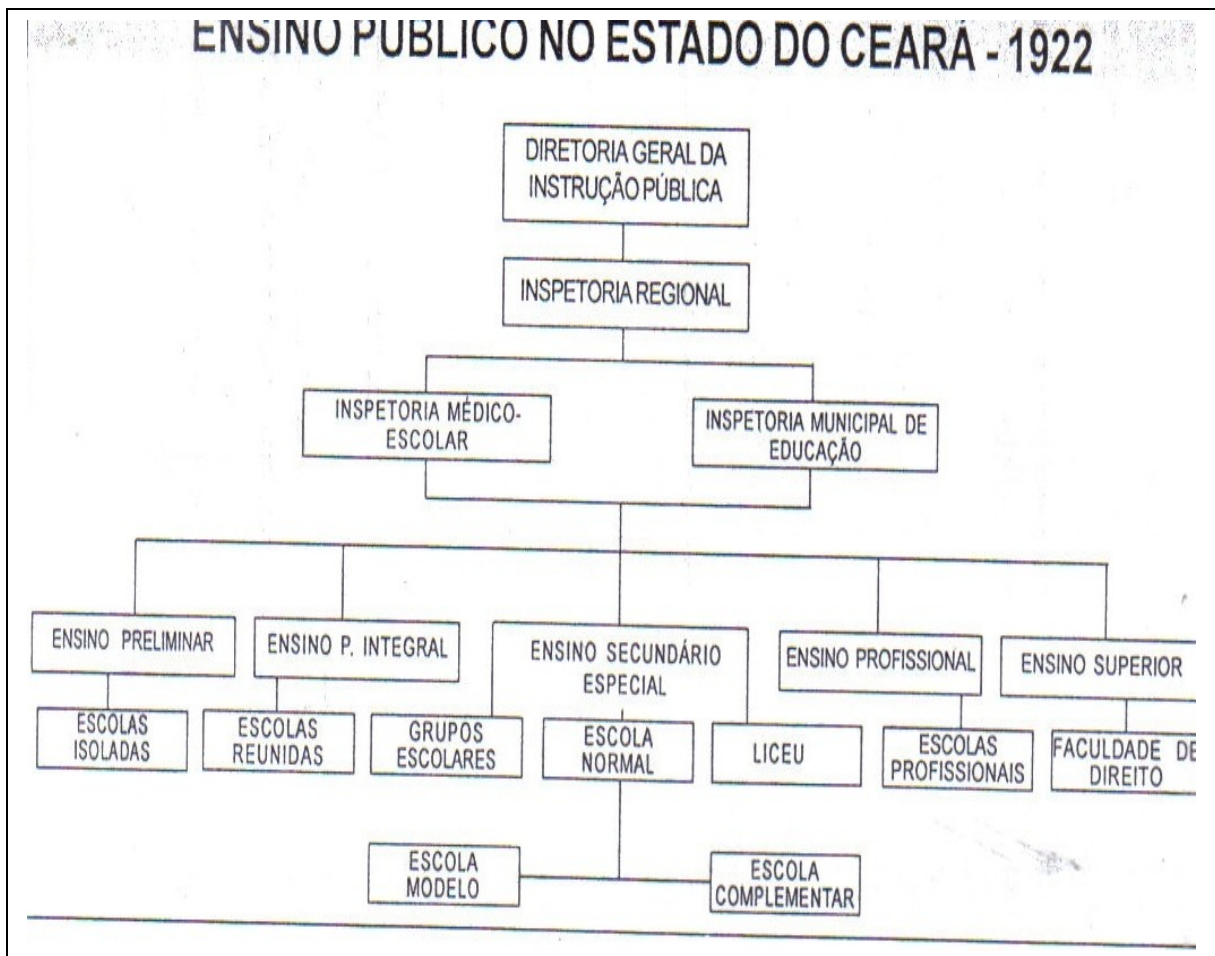 ENSINO PÚBLICO NO ESTADO DO CEARÁ - 1922
DIRETORIA GERAL DA
INSTRUÇÃO PÚBLICA
INSPETORIA REGIONAL
INSPETORIA MÉDICO-
ESCOLAR
INSPETORIA MUNICIPAL DE
EDUCAÇÃO
ENSINO PRELIMINAR
ENSINO P. INTEGRAL
ENSINO SECUNDÁRIO
ESPECIAL
ENSINO PROFISSIONAL
ENSINO SUPERIOR
ESCOLAS
ISOLADAS
ESCOLAS
REUNIDAS
GRUPOS
ESCOLARES
ESCOLA
NORMAL
LICEU
ESCOLAS
PROFISSIONAIS
FACULDADE DE
DIREITO
ESCOLA
MODELO
ESCOLA
COMPLEMENTAR